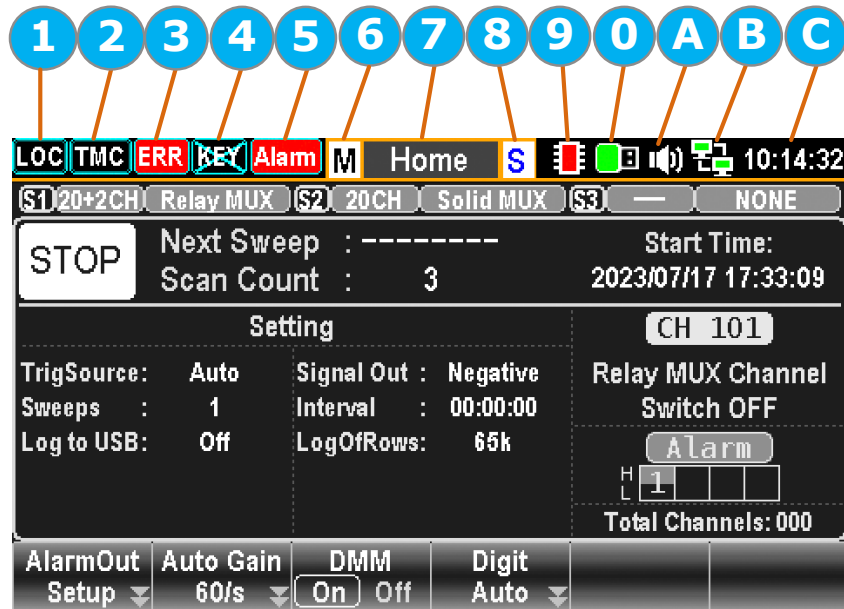 1 2 3 4 5 6 7 8 9 0 A B C
LOC TMC ERR KEY Alarm M Home S 10:14:32
S1 20+2CH Relay MUX S2 20CH Solid MUX S3 — NONE
STOP
Next Sweep : --------
Scan Count : 3
Start Time:
2023/07/17 17:33:09
Setting
TrigSource: Auto Signal Out : Negative
Sweeps : 1 Interval : 00:00:00
Log to USB: Off LogOfRows: 65k
CH 101
Relay MUX Channel
Switch OFF
Alarm
H
L
1
Total Channels: 000
AlarmOut Auto Gain DMM Digit
Setup 60/s On Off Auto